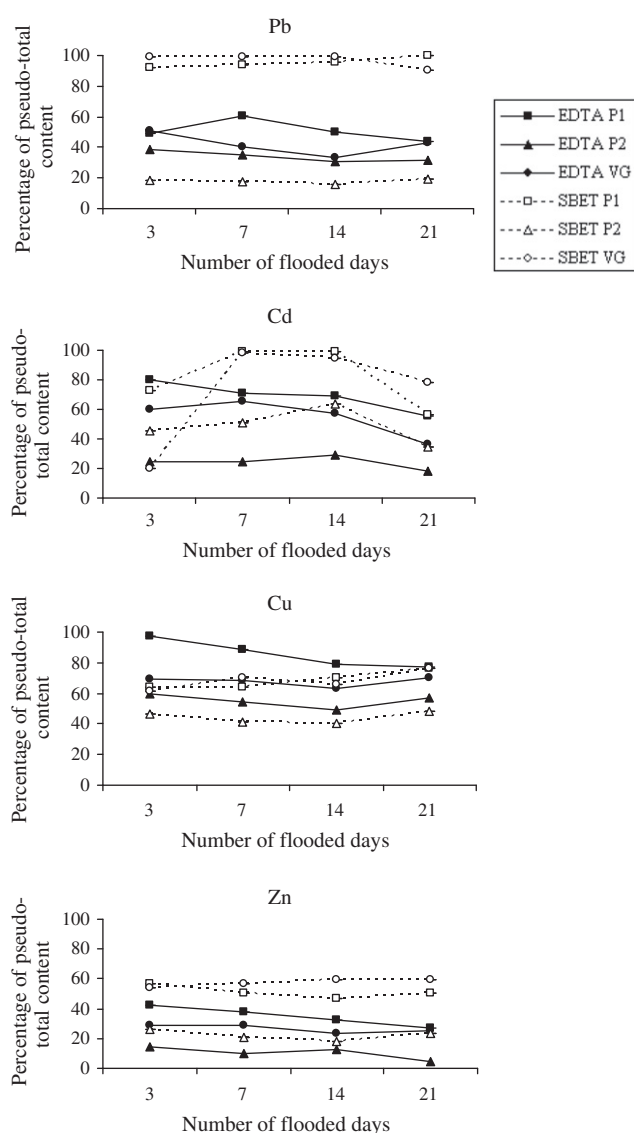 Pb
Percentage of pseudo-total
content
100
80
60
40
20
0
3 7 14 21
Number of flooded days
EDTA P1
EDTA P2
EDTA VG
SBET P1
SBET P2
SBET VG
Cd
Percentage of pseudo-
total content
100
80
60
40
20
0
3 7 14 21
Number of flooded days
Cu
Percentage of pseudo-total
content
100
80
60
40
20
0
3 7 14 21
Number of flooded days
Zn
Percentage of pseudo-
total content
100
80
60
40
20
0
3 7 14 21
Number of flooded days